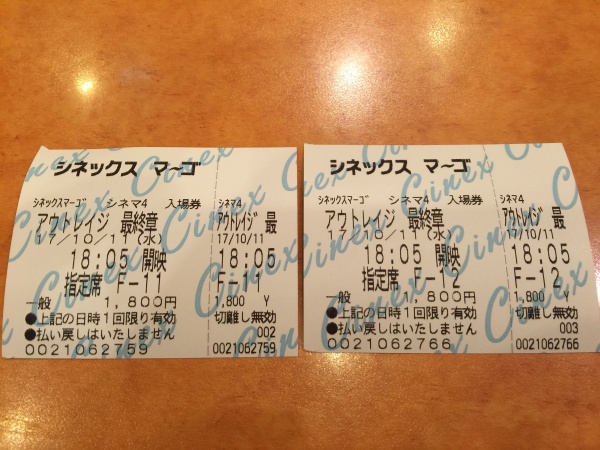 シネックス マ〜ゴ
シネックスマーゴ シネマ4 入場券
アウトレイジ 最終章
17/10/11(水)
18:05 開映
指定席 F-11
一般 1,800円
●上記の日時1回限り有効
●払い戻しはいたしません
0021062759
シネマ4
アウトレイジ 最
17/10/11
18:05
F-11
1,800 Y
切離し無効
002
0021062759
シネックス マ〜ゴ
シネックスマーゴ シネマ4 入場券
アウトレイジ 最終章
17/10/11(水)
18:05 開映
指定席 F-12
一般 1,800円
●上記の日時1回限り有効
●払い戻しはいたしません
0021062766
シネマ4
アウトレイジ 最
17/10/11
18:05
F-12
1,800 Y
切離し無効
003
0021062766
Cinex